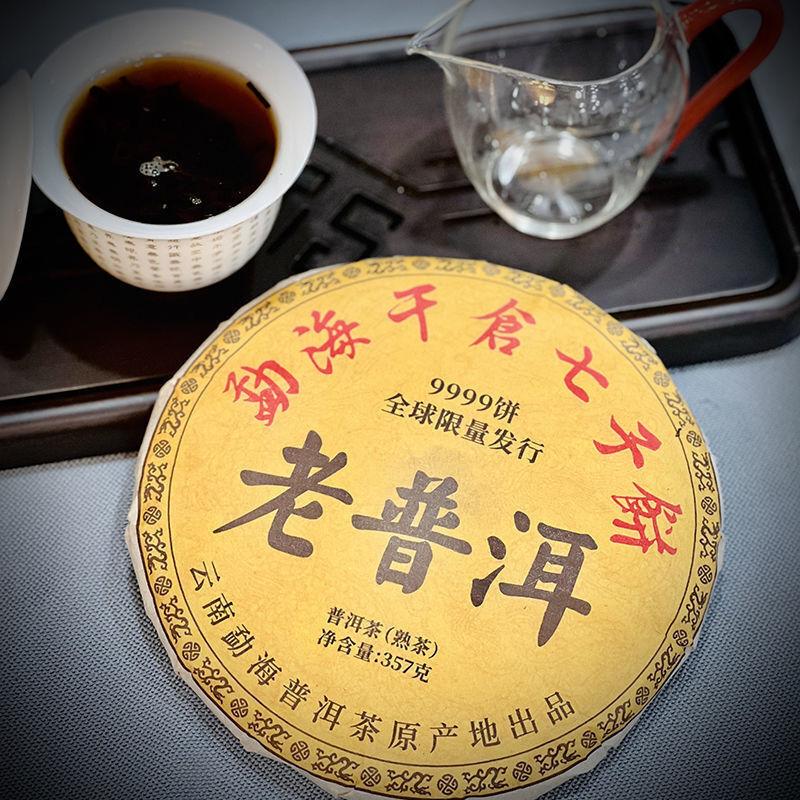 勐海干倉七子餅
9999饼
全球限量发行
老普洱
普洱茶(熟茶)
净含量:357克
云南勐海普洱茶原产地出品